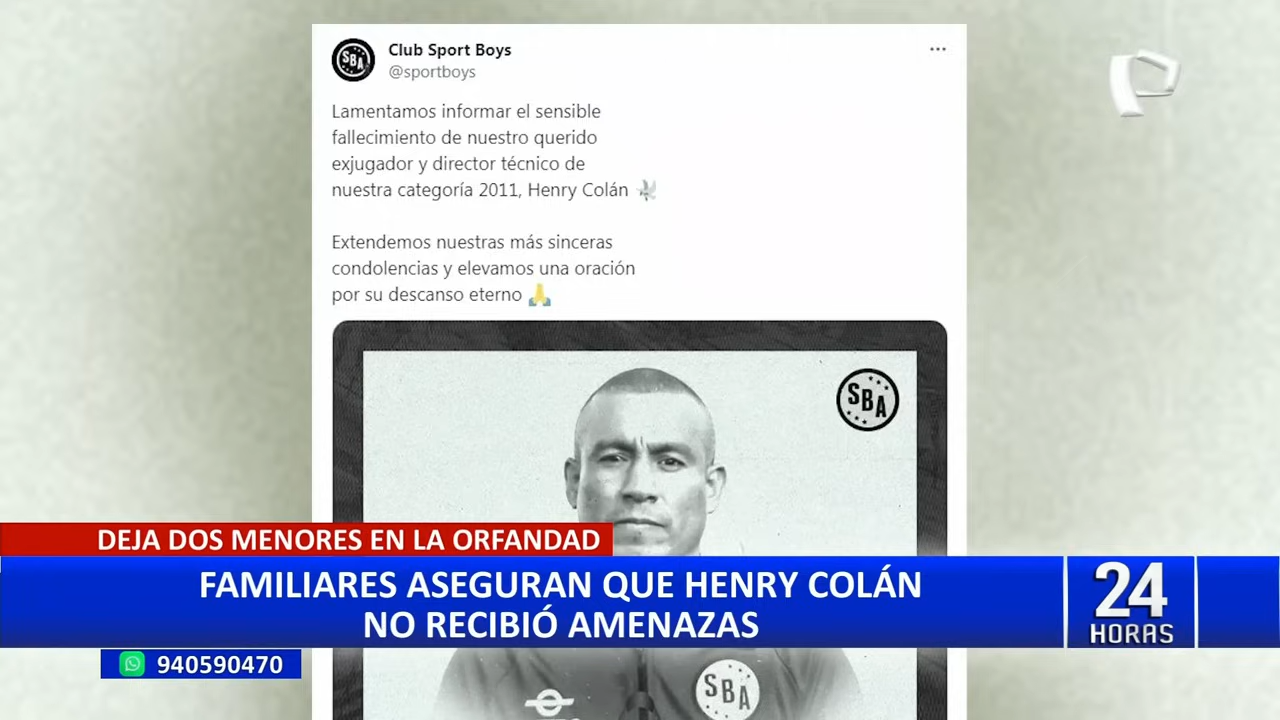 Club Sport Boys
@sportboys
Lamentamos informar el sensible
fallecimiento de nuestro querido
exjugador y director técnico de
nuestra categoría 2011, Henry Colán
Extendemos nuestras más sinceras
condolencias y elevamos una oración
por su descanso eterno 🙏
SBA
SBA
DEJA DOS MENORES EN LA ORFANDAD
FAMILIARES ASEGURAN QUE HENRY COLÁN
NO RECIBIÓ AMENAZAS
24
HORAS
940590470
SBA